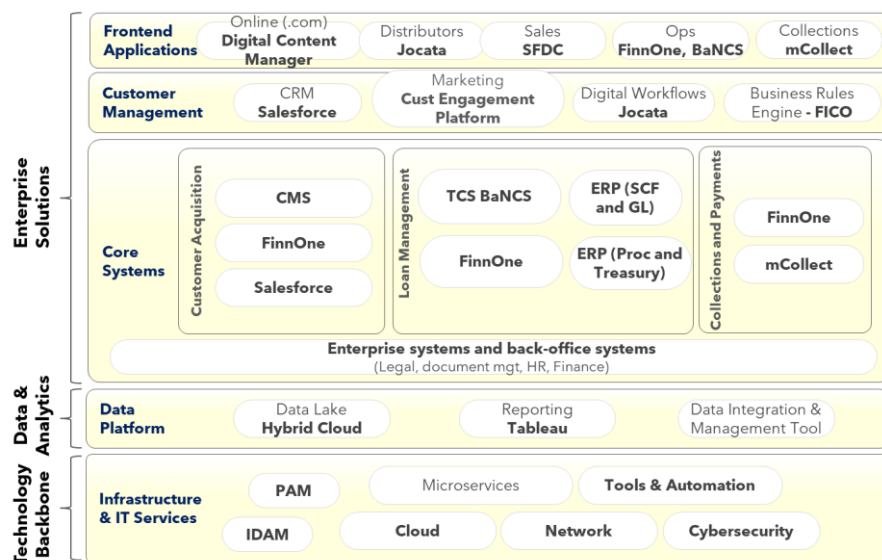 Enterprise
Solutions
Frontend
Applications
Online (.com)
Digital Content
Manager
Distributors
Jocata
Sales
SFDC
Ops
FinnOne, BaNCS
Collections
mCollect
Customer
Management
CRM
Salesforce
Marketing
Cust Engagement
Platform
Digital Workflows
Jocata
Business Rules
Engine - FICO
Core
Systems
Customer Acquisition
CMS
FinnOne
Salesforce
Loan Management
TCS BaNCS
ERP (SCF
and GL)
FinnOne
ERP (Proc and
Treasury)
Collections and Payments
FinnOne
mCollect
Enterprise systems and back-office systems
(Legal, document mgt, HR, Finance)
Data &
Analytics
Data
Platform
Data Lake
Hybrid Cloud
Reporting
Tableau
Data Integration &
Management Tool
Technology
Backbone
Infrastructure
& IT Services
PAM
Microservices
Tools & Automation
IDAM
Cloud
Network
Cybersecurity